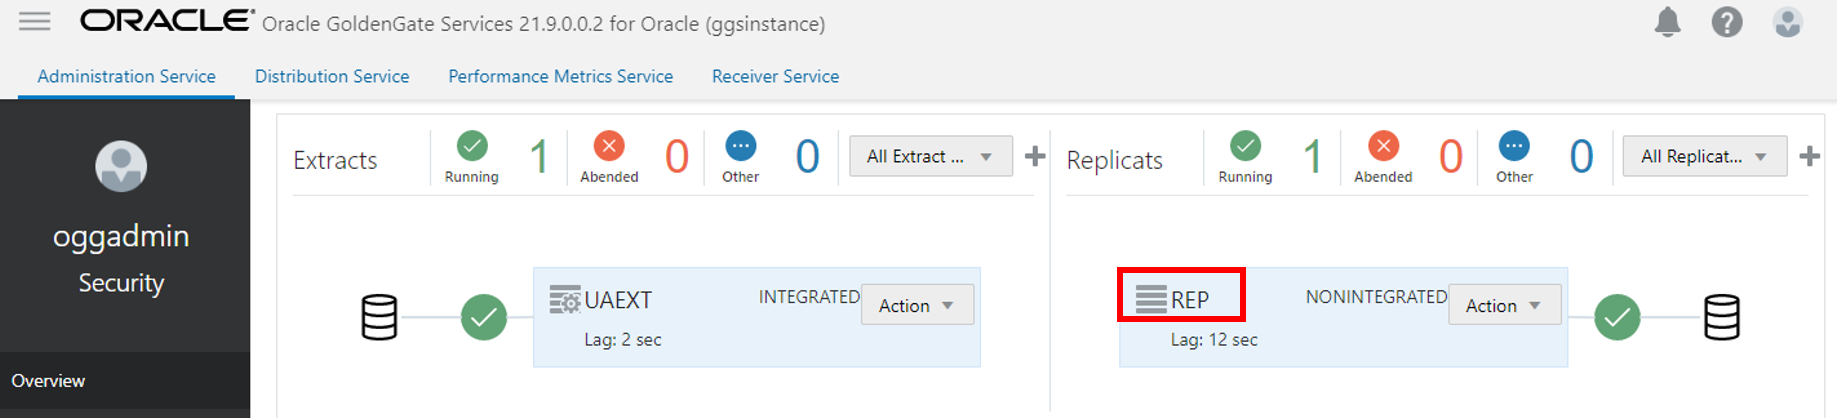 ORACLE Oracle GoldenGate Services 21.9.0.0.2 for Oracle (ggsinstance)
Administration Service Distribution Service Performance Metrics Service Receiver Service
oggadmin
Security
Overview
Extracts Running 1 Abended 0 Other 0 All Extract ...
UAEXT INTEGRATED Action
Lag: 2 sec
Replicats Running 1 Abended 0 Other 0 All Replicat...
REP NONINTEGRATED Action
Lag: 12 sec